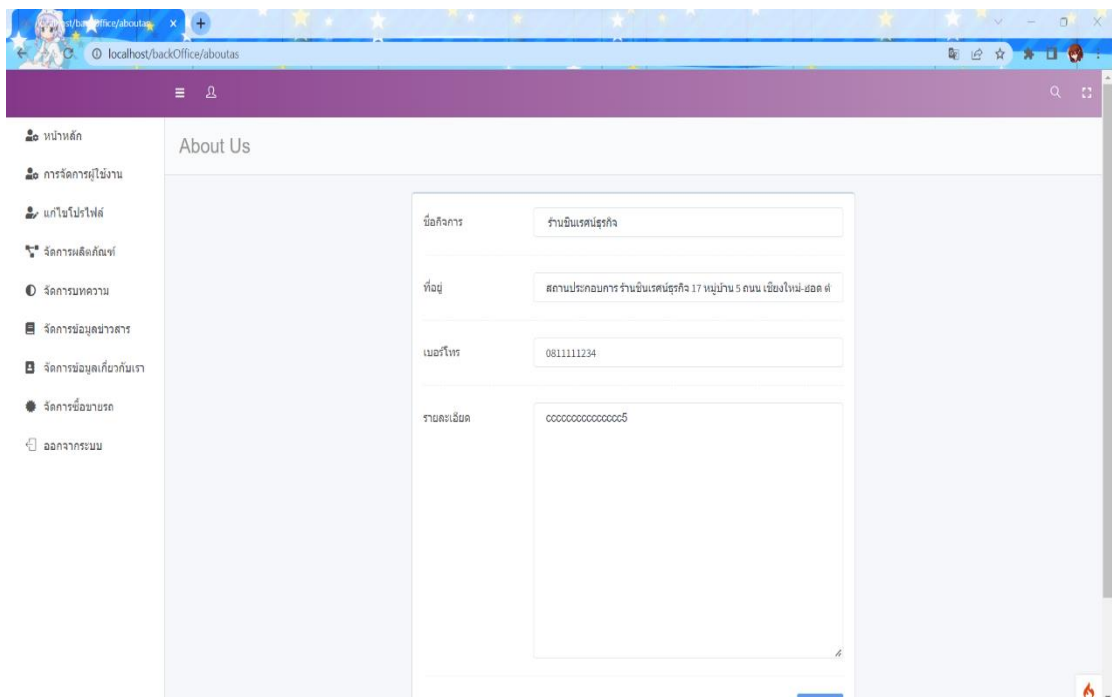 st/backOffice/aboutas
localhost/backOffice/aboutas
หน้าหลัก
การจัดการผู้ใช้งาน
แก้ไขโปรไฟล์
จัดการผลิตภัณฑ์
จัดการบทความ
จัดการข้อมูลข่าวสาร
จัดการข้อมูลเกี่ยวกับเรา
จัดการซื้อขายรถ
ออกจากระบบ
About Us
ชื่อกิจการ
ร้านชินเรศน์ธุรกิจ
ที่อยู่
สถานประกอบการ ร้านชินเรศน์ธุรกิจ 17 หมู่บ้าน 5 ถนน เชียงใหม่-ฮอด ต่
เบอร์โทร
0811111234
รายละเอียด
ccccccccccccccc5